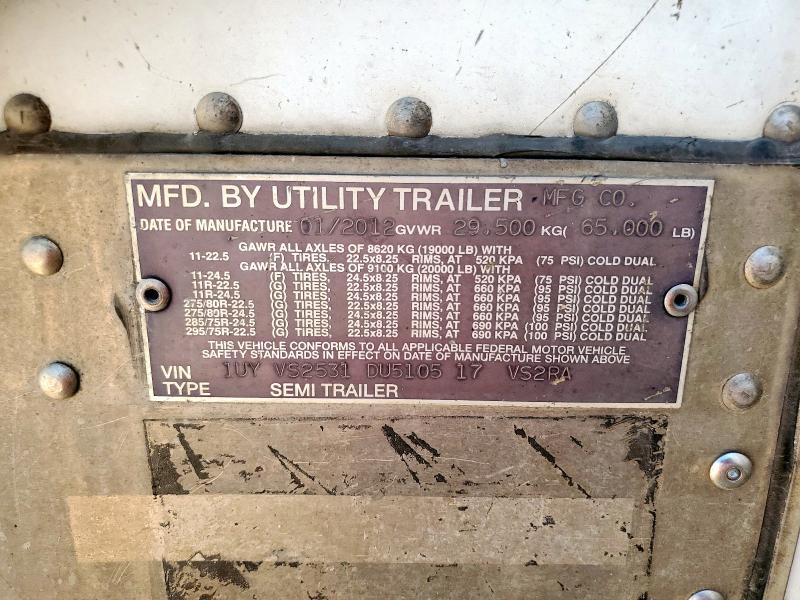 MFD. BY UTILITY TRAILER MFG CO.
DATE OF MANUFACTURE 01/2012 GVWR 29,500 KG( 65,000 LB)
GAWR ALL AXLES OF 8620 KG (19000 LB) WITH
11-22.5 (F) TIRES, 22.5x8.25 RIMS, AT 520 KPA (75 PSI) COLD DUAL
GAWR ALL AXLES OF 9100 KG (20000 LB) WITH
11-24.5 (F) TIRES, 24.5x8.25 RIMS, AT 520 KPA (75 PSI) COLD DUAL
11R-22.5 (G) TIRES, 22.5x8.25 RIMS, AT 660 KPA (95 PSI) COLD DUAL
11R-24.5 (G) TIRES, 24.5x8.25 RIMS, AT 660 KPA (95 PSI) COLD DUAL
275/80R-22.5 (G) TIRES, 22.5x8.25 RIMS, AT 660 KPA (95 PSI) COLD DUAL
275/80R-24.5 (G) TIRES, 24.5x8.25 RIMS, AT 660 KPA (95 PSI) COLD DUAL
285/75R-24.5 (G) TIRES, 24.5x8.25 RIMS, AT 690 KPA (100 PSI) COLD DUAL
295/75R-22.5 (G) TIRES, 22.5x8.25 RIMS, AT 690 KPA (100 PSI) COLD DUAL
THIS VEHICLE CONFORMS TO ALL APPLICABLE FEDERAL MOTOR VEHICLE
SAFETY STANDARDS IN EFFECT ON DATE OF MANUFACTURE SHOWN ABOVE
VIN 1UY VS2531 DU5105 17 VS2RA
TYPE SEMI TRAILER